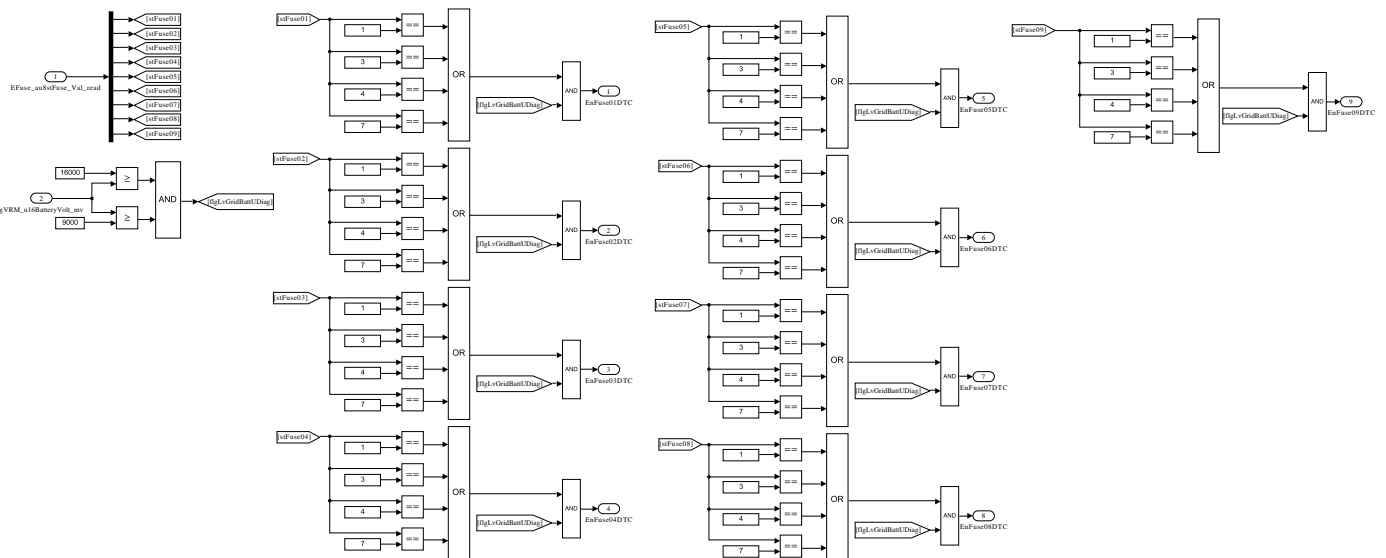 [stFuse01]
[stFuse02]
[stFuse03]
[stFuse04]
[stFuse05]
[stFuse06]
[stFuse07]
[stFuse08]
[stFuse09]
1
EFuse_au8stFuse_Val_read
16000
≥
AND
[flgLvGridBattUDiag]
2
gVRM_u16BatteryVolt_mv
≥
9000
[stFuse01]
==
1
==
3
OR
==
4
AND
1
EnFuse01DTC
[flgLvGridBattUDiag]
==
7
[stFuse02]
==
1
==
3
OR
==
4
AND
2
EnFuse02DTC
[flgLvGridBattUDiag]
==
7
[stFuse03]
==
1
==
3
OR
==
4
AND
3
EnFuse03DTC
[flgLvGridBattUDiag]
==
7
[stFuse04]
==
1
==
3
OR
==
4
AND
4
EnFuse04DTC
[flgLvGridBattUDiag]
==
7
[stFuse05]
==
1
==
3
OR
==
4
AND
5
EnFuse05DTC
[flgLvGridBattUDiag]
==
7
[stFuse06]
==
1
==
3
OR
==
4
AND
6
EnFuse06DTC
[flgLvGridBattUDiag]
==
7
[stFuse07]
==
1
==
3
OR
==
4
AND
7
EnFuse07DTC
[flgLvGridBattUDiag]
==
7
[stFuse08]
==
1
==
3
OR
==
4
AND
8
EnFuse08DTC
[flgLvGridBattUDiag]
==
7
[stFuse09]
==
1
==
3
OR
==
4
AND
9
EnFuse09DTC
[flgLvGridBattUDiag]
==
7